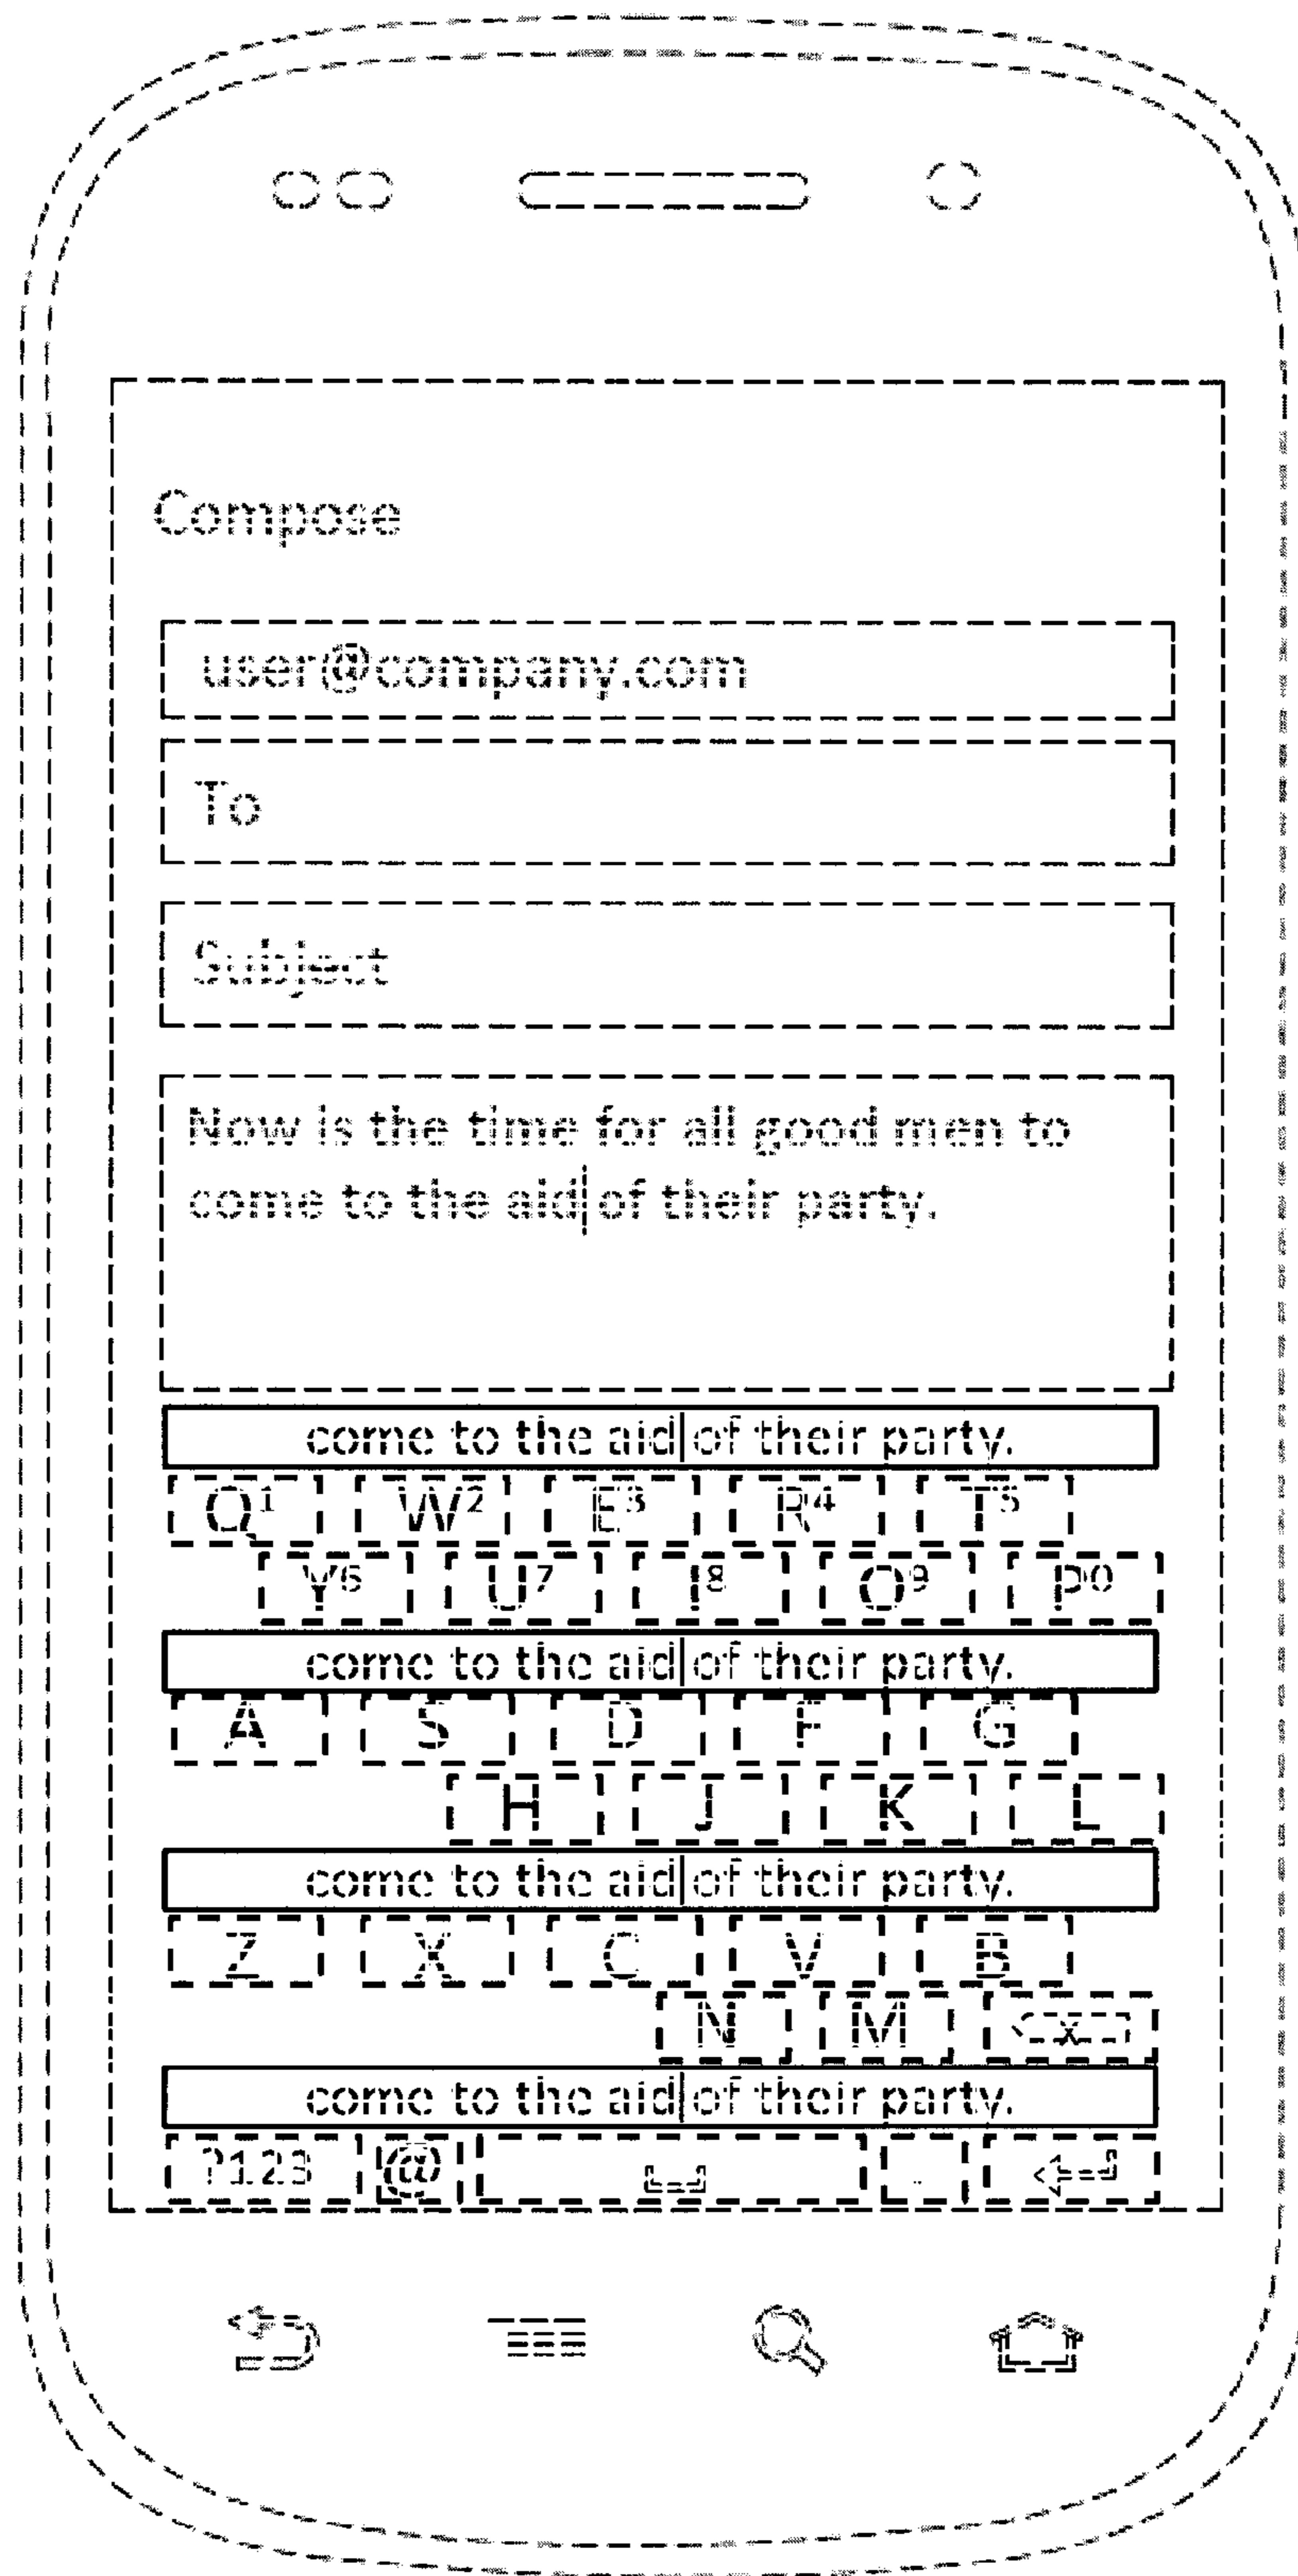 Compose
user@company.com
To
Subject
Now is the time for all good men to
come to the aid| of their party.
come to the aid| of their party.
Q1 W2 E3 R4 T5
Y6 U7 I8 O9 P0
come to the aid| of their party.
A S D F G
H J K L
come to the aid| of their party.
Z X C V B
N M X
come to the aid| of their party.
?123 @ .